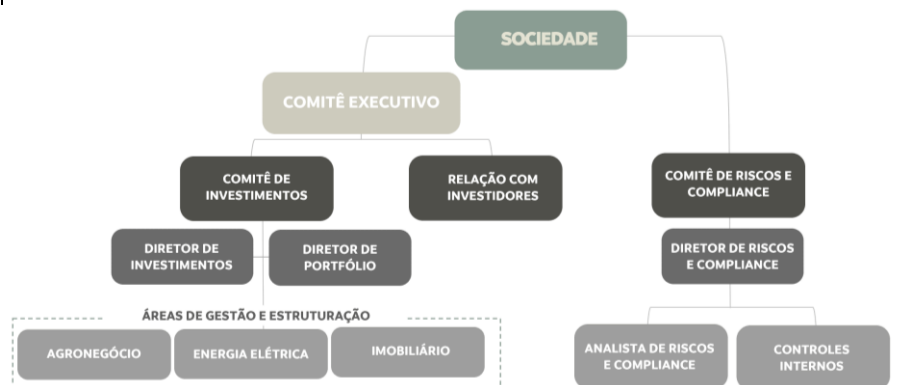 SOCIEDADE
COMITÊ EXECUTIVO
COMITÊ DE
INVESTIMENTOS
RELAÇÃO COM
INVESTIDORES
COMITÊ DE RISCOS E
COMPLIANCE
DIRETOR DE
INVESTIMENTOS
DIRETOR DE
PORTFÓLIO
DIRETOR DE RISCOS
E COMPLIANCE
ÁREAS DE GESTÃO E ESTRUTURAÇÃO
AGRONEGÓCIO
ENERGIA ELÉTRICA
IMOBILIÁRIO
ANALISTA DE RISCOS
E COMPLIANCE
CONTROLES
INTERNOS